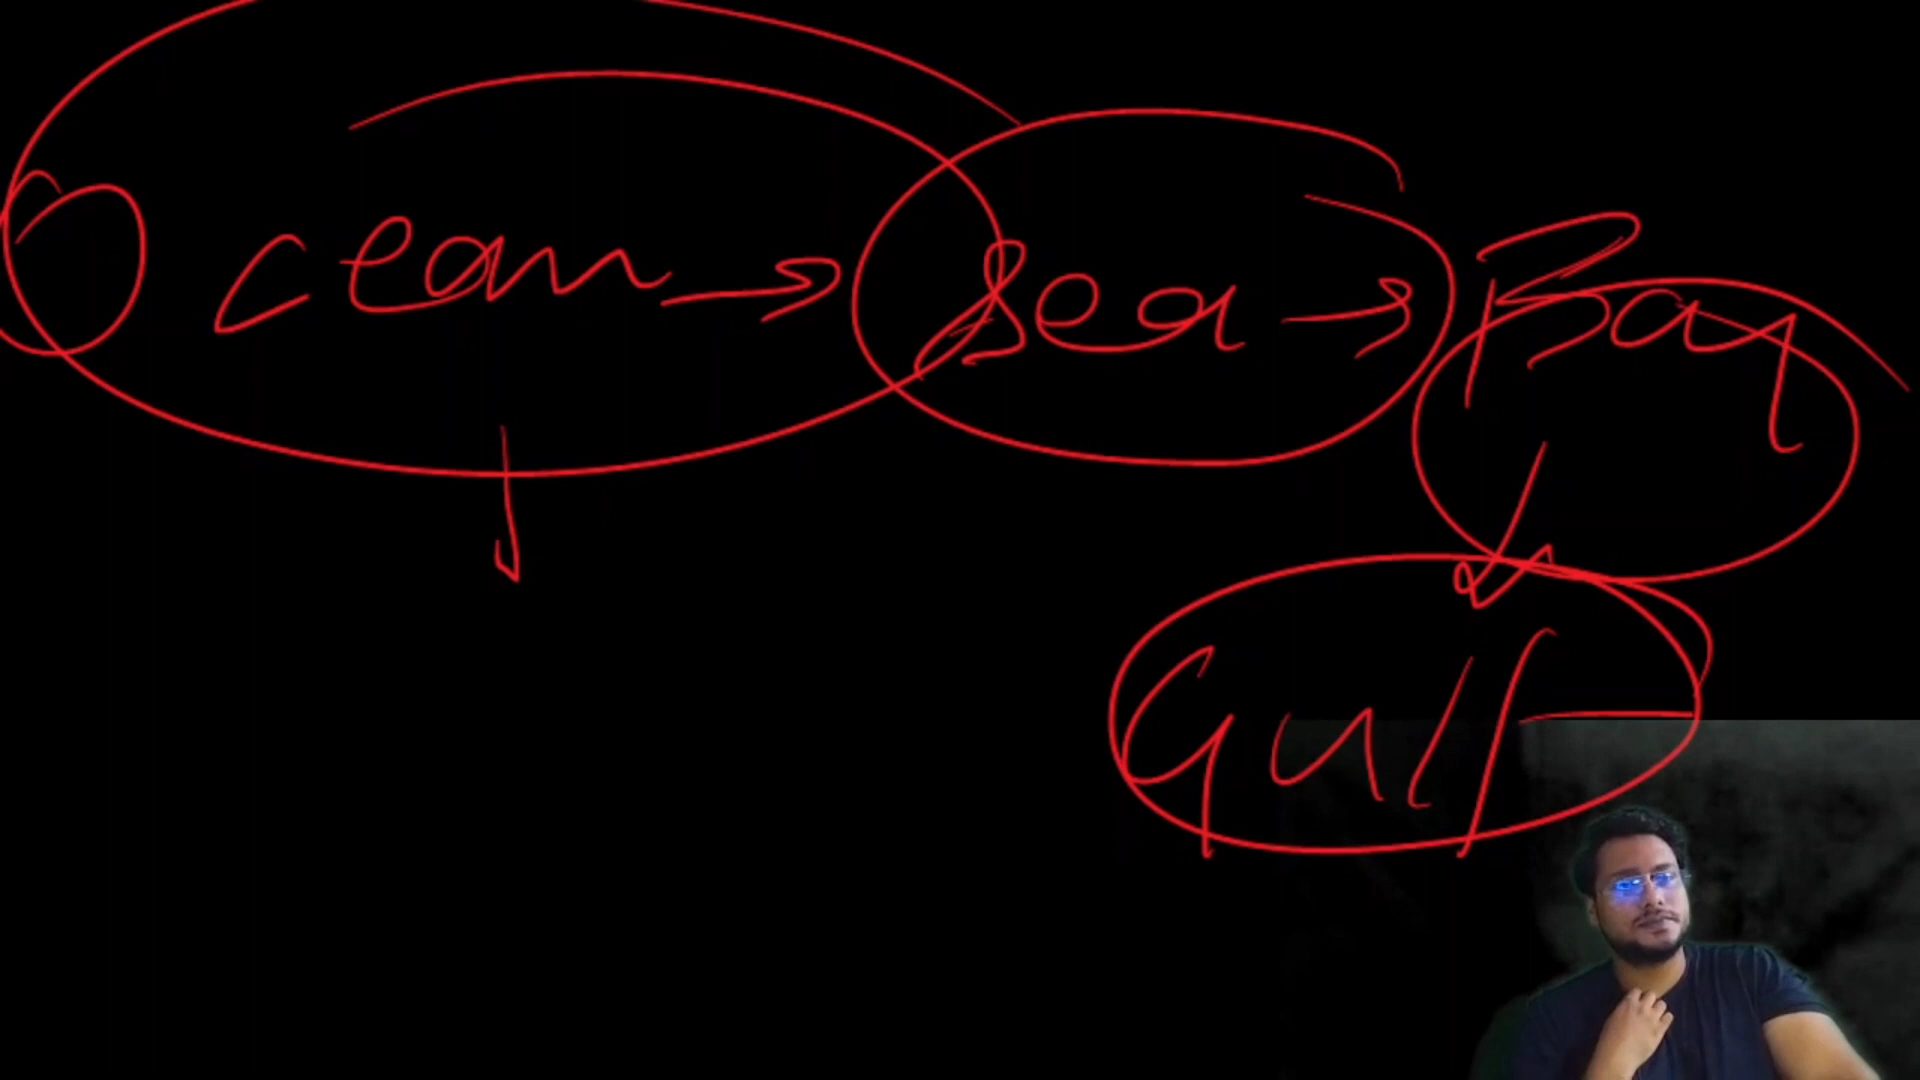 Ocean → Sea → Bay
Gulf